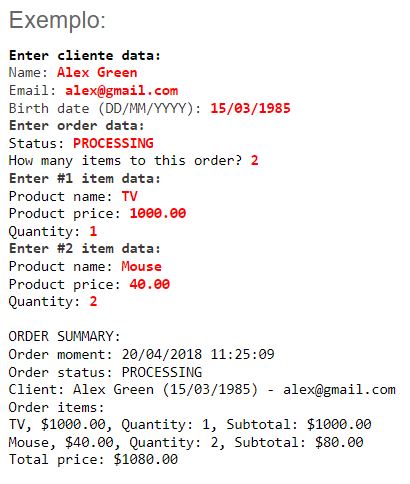 Exemplo:
Enter cliente data:
Name: Alex Green
Email: alex@gmail.com
Birth date (DD/MM/YYYY): 15/03/1985
Enter order data:
Status: PROCESSING
How many items to this order? 2
Enter #1 item data:
Product name: TV
Product price: 1000.00
Quantity: 1
Enter #2 item data:
Product name: Mouse
Product price: 40.00
Quantity: 2
ORDER SUMMARY:
Order moment: 20/04/2018 11:25:09
Order status: PROCESSING
Client: Alex Green (15/03/1985) - alex@gmail.com
Order items:
TV, $1000.00, Quantity: 1, Subtotal: $1000.00
Mouse, $40.00, Quantity: 2, Subtotal: $80.00
Total price: $1080.00